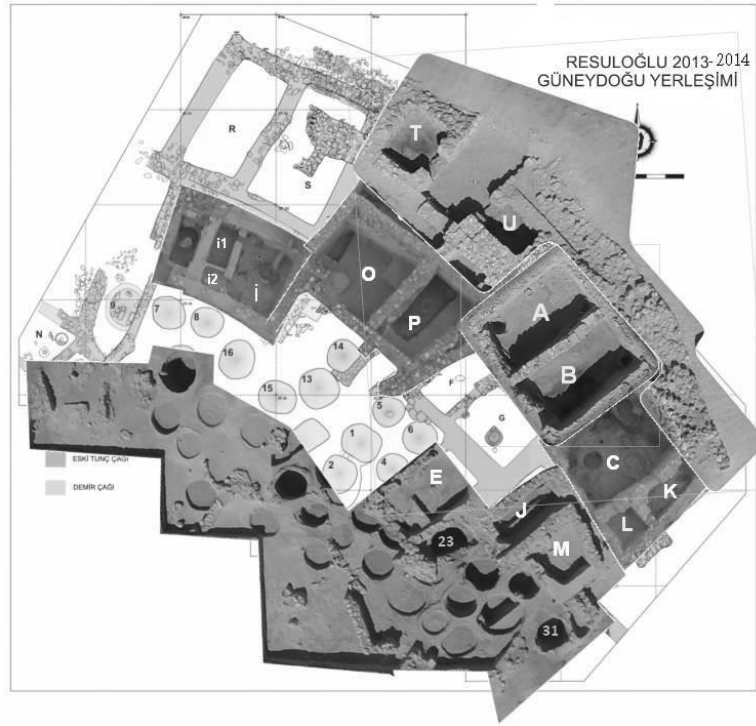 RESULOĞLU 2013-2014
GÜNEYDOĞU YERLEŞİMİ
T
R
S
U
i1
O
i2
İ
A
P
9
7
8
N
14
B
16
F
13
15
5
G
6
1
C
ESKİ TUNÇ ÇAĞI
2
4
E
K
DEMİR ÇAĞI
J
L
23
M
31